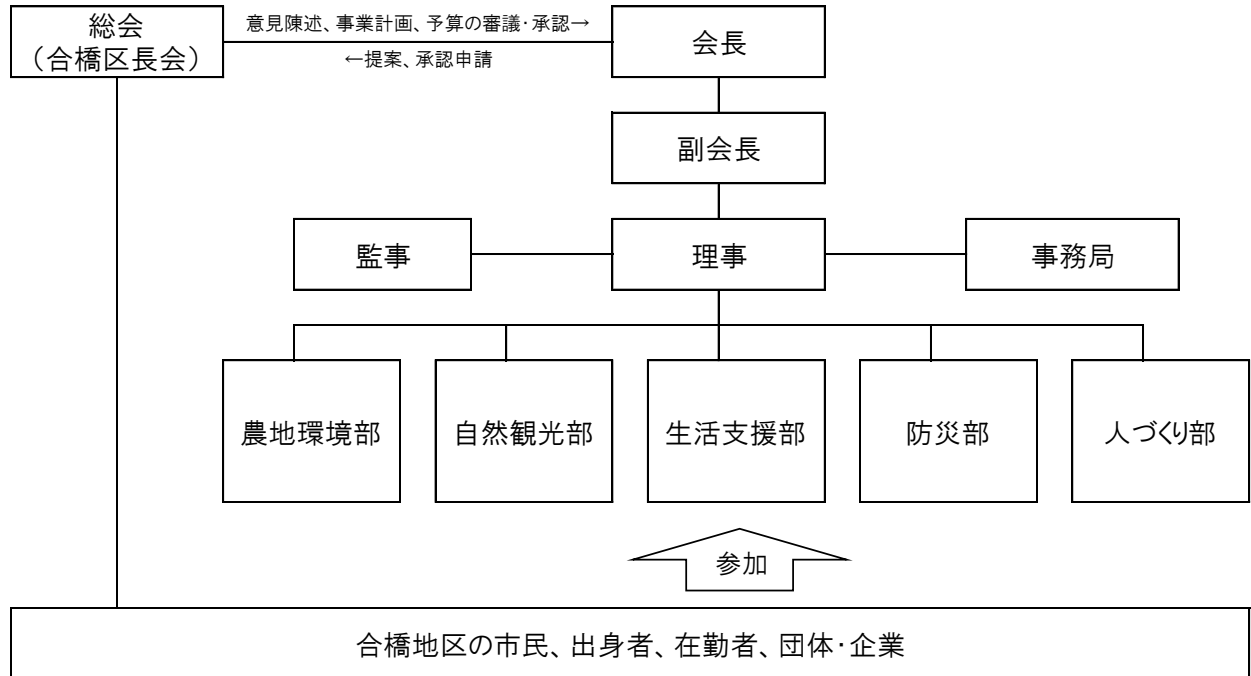 総会
（合橋区長会）
意見陳述、事業計画、予算の審議･承認→
←提案、承認申請
会長
副会長
監事
理事
事務局
農地環境部
自然観光部
生活支援部
防災部
人づくり部
参加
合橋地区の市民、出身者、在勤者、団体･企業